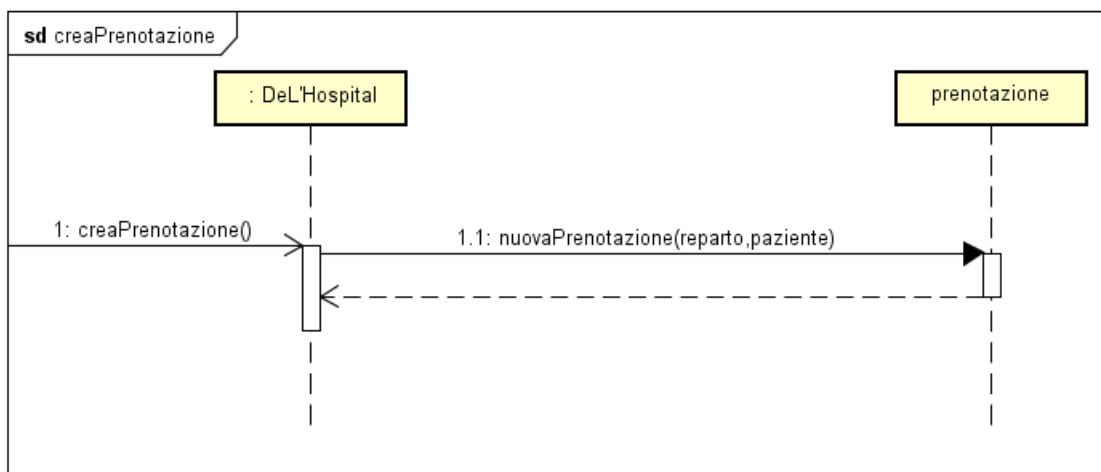 sd creaPrenotazione
: DeL'Hospital
prenotazione
1: creaPrenotazione()
1.1: nuovaPrenotazione(reparto,paziente)